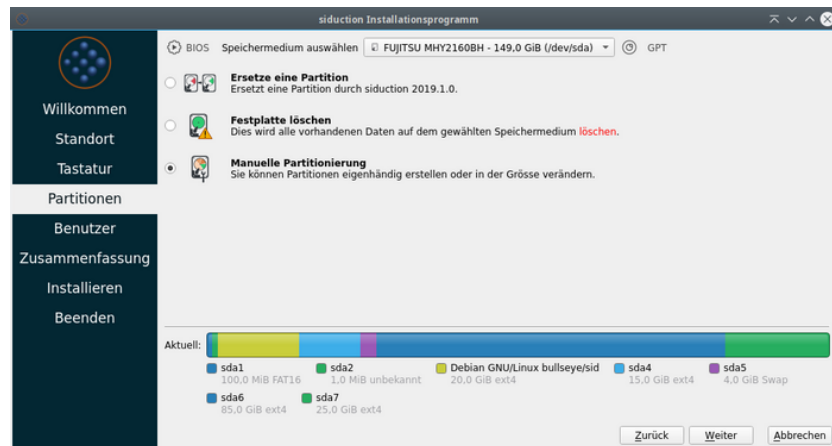 siduction Installationsprogramm
BIOS Speichermedium auswählen FUJITSU MHY2160BH - 149,0 GiB (/dev/sda) GPT
Willkommen
Standort
Tastatur
Partitionen
Benutzer
Zusammenfassung
Installieren
Beenden
Ersetze eine Partition
Ersetzt eine Partition durch siduction 2019.1.0.
Festplatte löschen
Dies wird alle vorhandenen Daten auf dem gewählten Speichermedium löschen.
Manuelle Partitionierung
Sie können Partitionen eigenhändig erstellen oder in der Grösse verändern.
Aktuell:
sda1 sda2 Debian GNU/Linux bullseye/sid sda4 sda5
100,0 MiB FAT16 1,0 MiB unbekannt 20,0 GiB ext4 15,0 GiB ext4 4,0 GiB Swap
sda6 sda7
85,0 GiB ext4 25,0 GiB ext4
Zurück Weiter Abbrechen